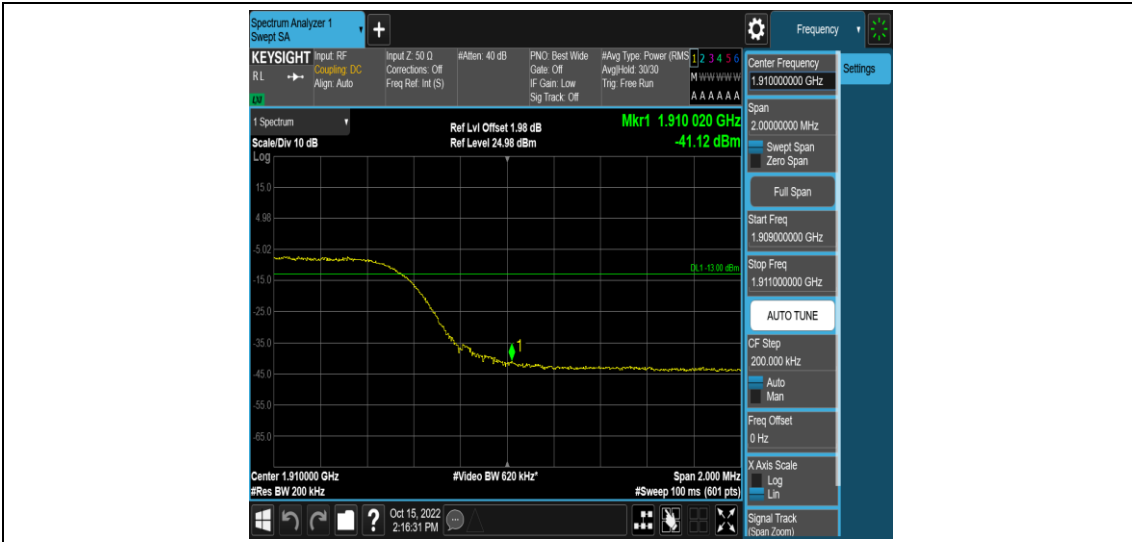 Spectrum Analyzer 1
Swept SA
+
Frequency
KEYSIGHT
RL
LXI
Input: RF
Coupling: DC
Align: Auto
Input Z: 50 Ω
Corrections: Off
Freq Ref: Int (S)
#Atten: 40 dB
PNO: Best Wide
Gate: Off
IF Gain: Low
Sig Track: Off
#Avg Type: Power (RMS
Avg|Hold: 30/30
Trig: Free Run
1 2 3 4 5 6
M W W W W W
A A A A A A
1 Spectrum
Scale/Div 10 dB
Ref Lvl Offset 1.98 dB
Ref Level 24.98 dBm
Mkr1 1.910 020 GHz
-41.12 dBm
Log
15.0
4.98
-5.02
DL1 -13.00 dBm
-15.0
-25.0
-35.0
1
-45.0
-55.0
-65.0
Center 1.910000 GHz
#Res BW 200 kHz
#Video BW 620 kHz*
Span 2.000 MHz
#Sweep 100 ms (601 pts)
Center Frequency
1.910000000 GHz
Settings
Span
2.00000000 MHz
Swept Span
Zero Span
Full Span
Start Freq
1.909000000 GHz
Stop Freq
1.911000000 GHz
AUTO TUNE
CF Step
200.000 kHz
Auto
Man
Freq Offset
0 Hz
X Axis Scale
Log
Lin
Signal Track
(Span Zoom)
?
Oct 15, 2022
2:16:31 PM